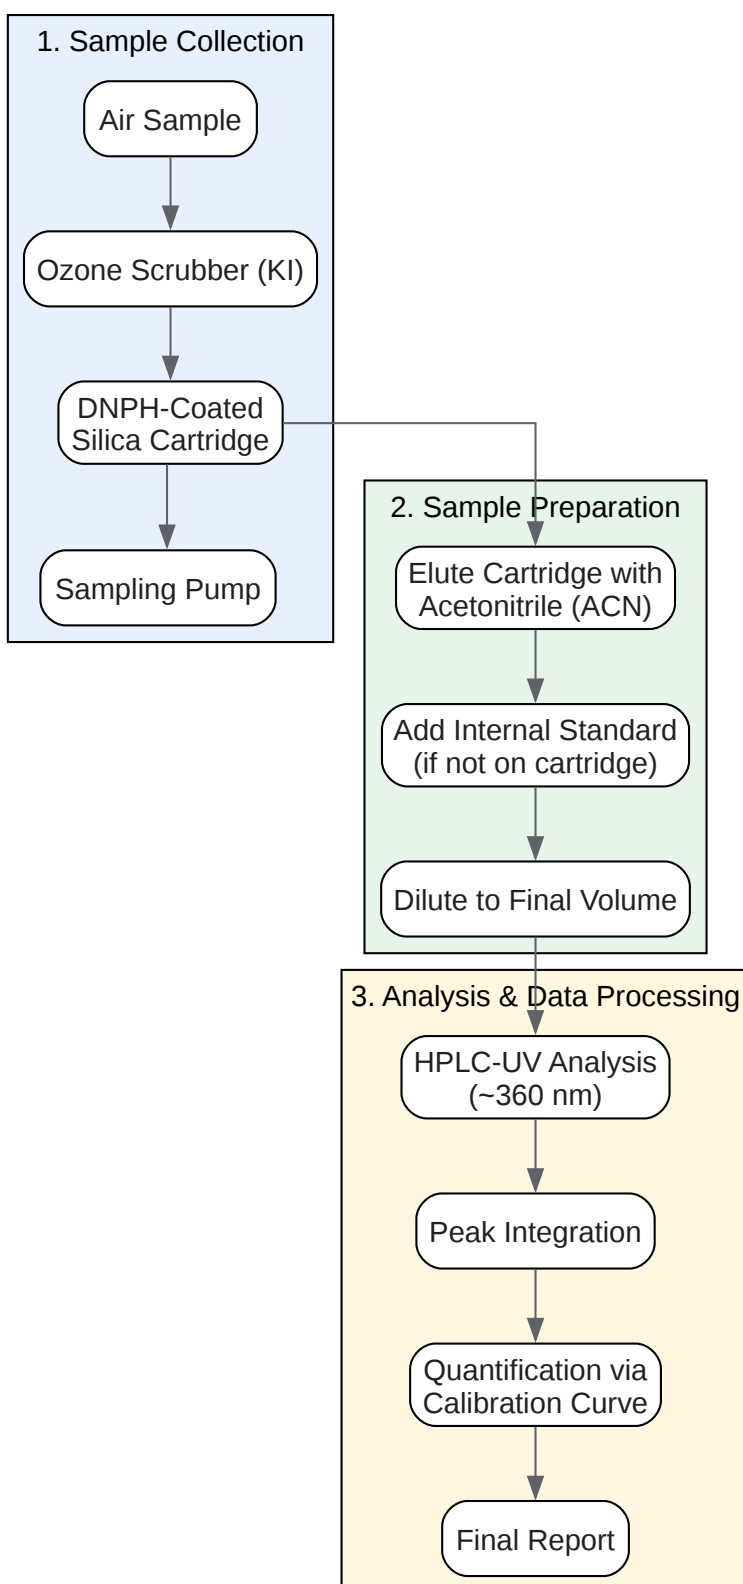 1. Sample Collection
Air Sample
Ozone Scrubber (KI)
DNPH-Coated
Silica Cartridge
Sampling Pump
2. Sample Preparation
Elute Cartridge with
Acetonitrile (ACN)
Add Internal Standard
(if not on cartridge)
Dilute to Final Volume
3. Analysis & Data Processing
HPLC-UV Analysis
(~360 nm)
Peak Integration
Quantification via
Calibration Curve
Final Report